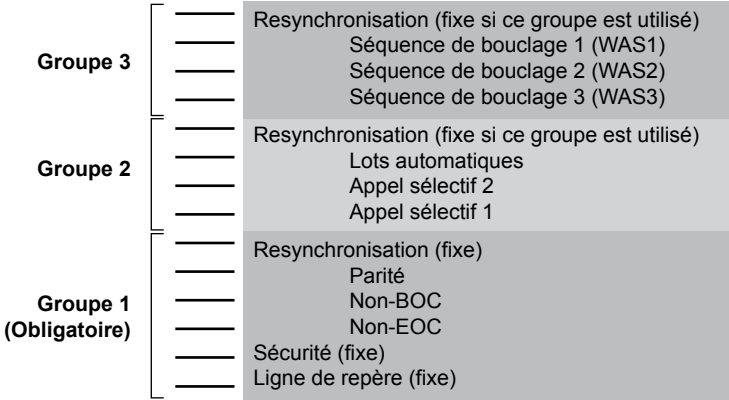 Groupe 3
Resynchronisation (fixe si ce groupe est utilisé)
Séquence de bouclage 1 (WAS1)
Séquence de bouclage 2 (WAS2)
Séquence de bouclage 3 (WAS3)
Groupe 2
Resynchronisation (fixe si ce groupe est utilisé)
Lots automatiques
Appel sélectif 2
Appel sélectif 1
Groupe 1
(Obligatoire)
Resynchronisation (fixe)
Parité
Non-BOC
Non-EOC
Sécurité (fixe)
Ligne de repère (fixe)